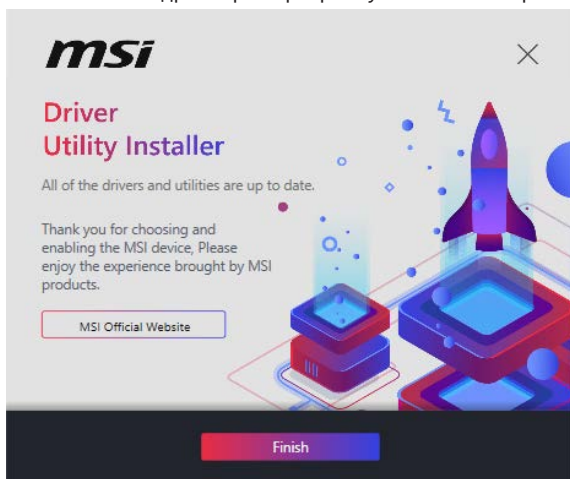 msi
Driver
Utility Installer
All of the drivers and utilities are up to date.
Thank you for choosing and
enabling the MSI device, Please
enjoy the experience brought by MSI
products.
MSI Official Website
Finish